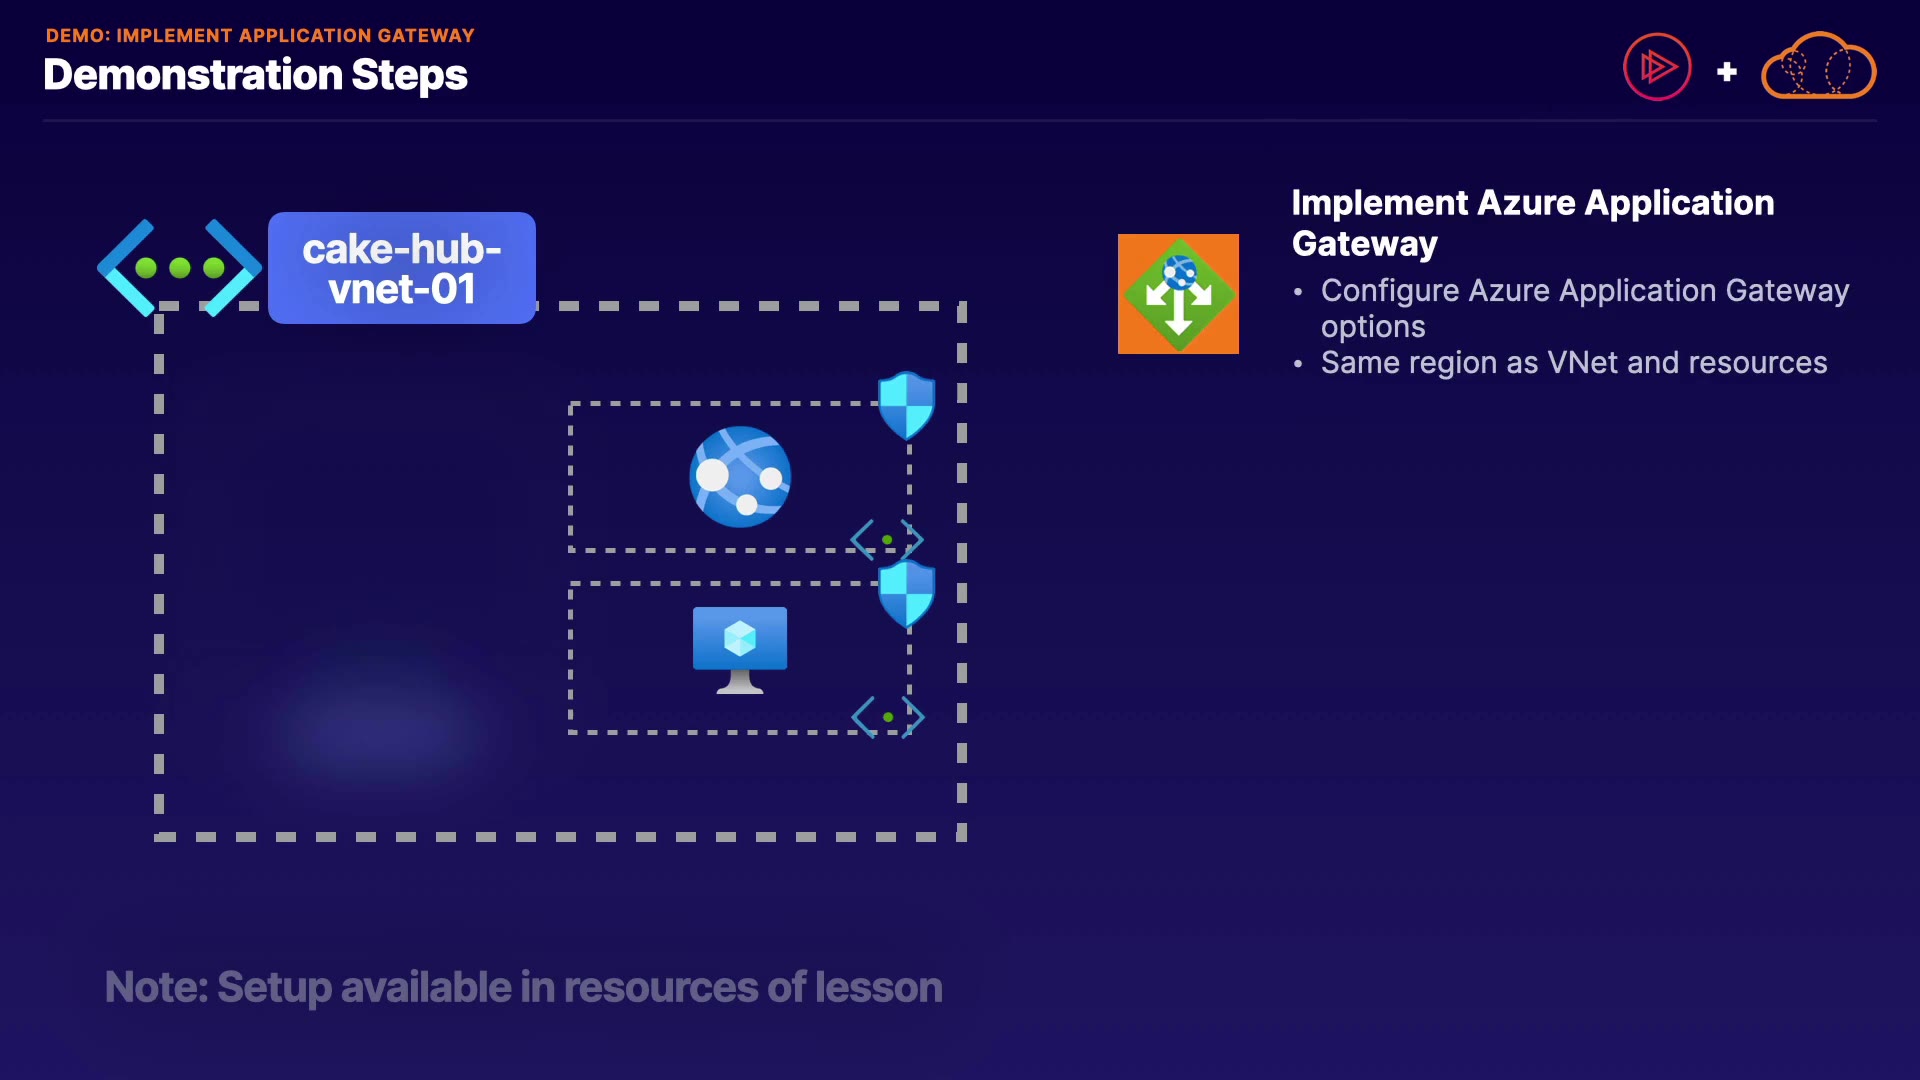 DEMO: IMPLEMENT APPLICATION GATEWAY
Demonstration Steps
cake-hub-
vnet-01
Implement Azure Application
Gateway
• Configure Azure Application Gateway
options
• Same region as VNet and resources
Note: Setup available in resources of lesson